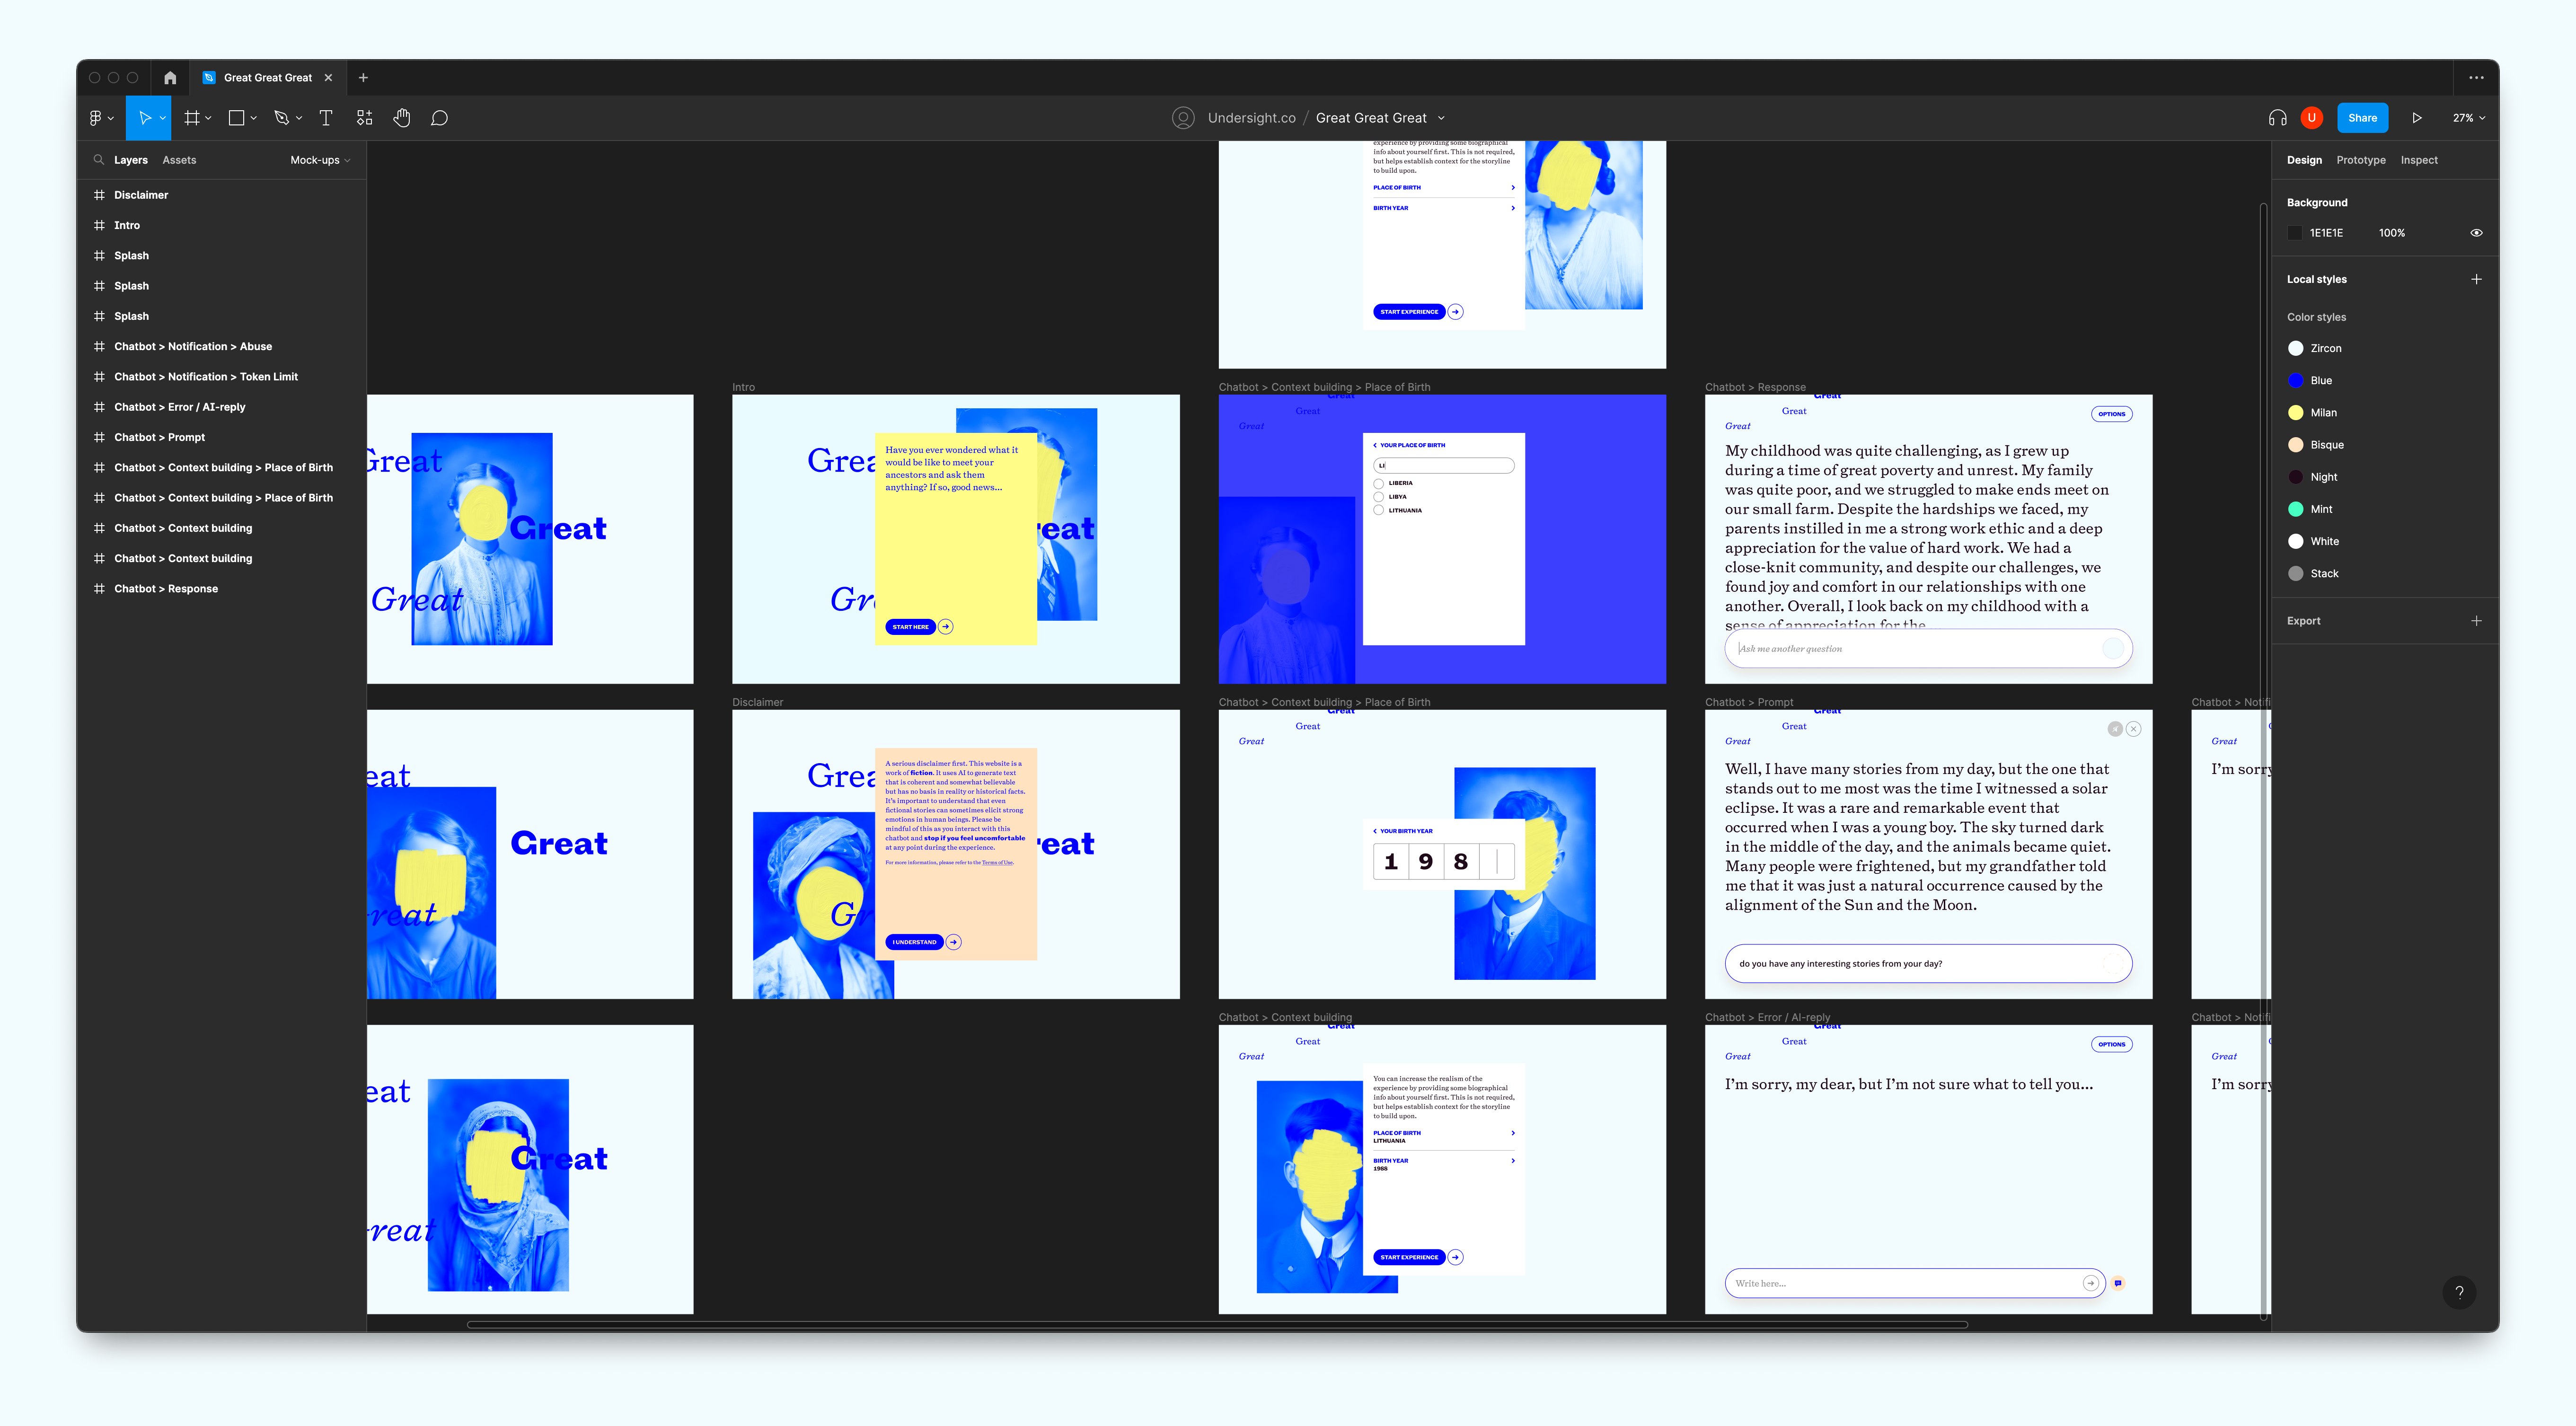 Great Great Great
Undersight.co / Great Great Great
U
Share
27%
Layers
Assets
Mock-ups
Disclaimer
Intro
Splash
Splash
Splash
Chatbot > Notification > Abuse
Chatbot > Notification > Token Limit
Chatbot > Error / AI-reply
Chatbot > Prompt
Chatbot > Context building > Place of Birth
Chatbot > Context building > Place of Birth
Chatbot > Context building
Chatbot > Context building
Chatbot > Response
experience by providing some biographical
info about yourself first. This is not required,
but helps establish context for the storyline
to build upon.
PLACE OF BIRTH
BIRTH YEAR
START EXPERIENCE
Great
Great
Great
Intro
Grea
Have you ever wondered what it
would be like to meet your
ancestors and ask them
anything? If so, good news...
reat
Gr
START HERE
Chatbot > Context building > Place of Birth
Great
Great
Great
YOUR PLACE OF BIRTH
LI
LIBERIA
LIBYA
LITHUANIA
Chatbot > Response
Great
Great
Great
OPTIONS
My childhood was quite challenging, as I grew up
during a time of great poverty and unrest. My family
was quite poor, and we struggled to make ends meet on
our small farm. Despite the hardships we faced, my
parents instilled in me a strong work ethic and a deep
appreciation for the value of hard work. We had a
close-knit community, and despite our challenges, we
found joy and comfort in our relationships with one
another. Overall, I look back on my childhood with a
sense of appreciation for the
Ask me another question
eat
Great
reat
Disclaimer
Grea
A serious disclaimer first. This website is a
work of fiction. It uses AI to generate text
that is coherent and somewhat believable
but has no basis in reality or historical facts.
It's important to understand that even
fictional stories can sometimes elicit strong
emotions in human beings. Please be
mindful of this as you interact with this
chatbot and stop if you feel uncomfortable
at any point during the experience.
For more information, please refer to the Terms of Use.
reat
Gr
I UNDERSTAND
Chatbot > Context building > Place of Birth
Great
Great
Great
YOUR BIRTH YEAR
1 9 8
Chatbot > Prompt
Great
Great
Great
Well, I have many stories from my day, but the one that
stands out to me most was the time I witnessed a solar
eclipse. It was a rare and remarkable event that
occurred when I was a young boy. The sky turned dark
in the middle of the day, and the animals became quiet.
Many people were frightened, but my grandfather told
me that it was just a natural occurrence caused by the
alignment of the Sun and the Moon.
do you have any interesting stories from your day?
Chatbot > Notifi
Great
I'm sorry
eat
Great
reat
Chatbot > Context building
Great
Great
Great
You can increase the realism of the
experience by providing some biographical
info about yourself first. This is not required,
but helps establish context for the storyline
to build upon.
PLACE OF BIRTH
LITHUANIA
BIRTH YEAR
1988
START EXPERIENCE
Chatbot > Error / AI-reply
Great
Great
Great
OPTIONS
I'm sorry, my dear, but I'm not sure what to tell you...
Write here...
Chatbot > Notifi
Great
I'm sorry
Design
Prototype
Inspect
Background
1E1E1E
100%
Local styles
Color styles
Zircon
Blue
Milan
Bisque
Night
Mint
White
Stack
Export
?